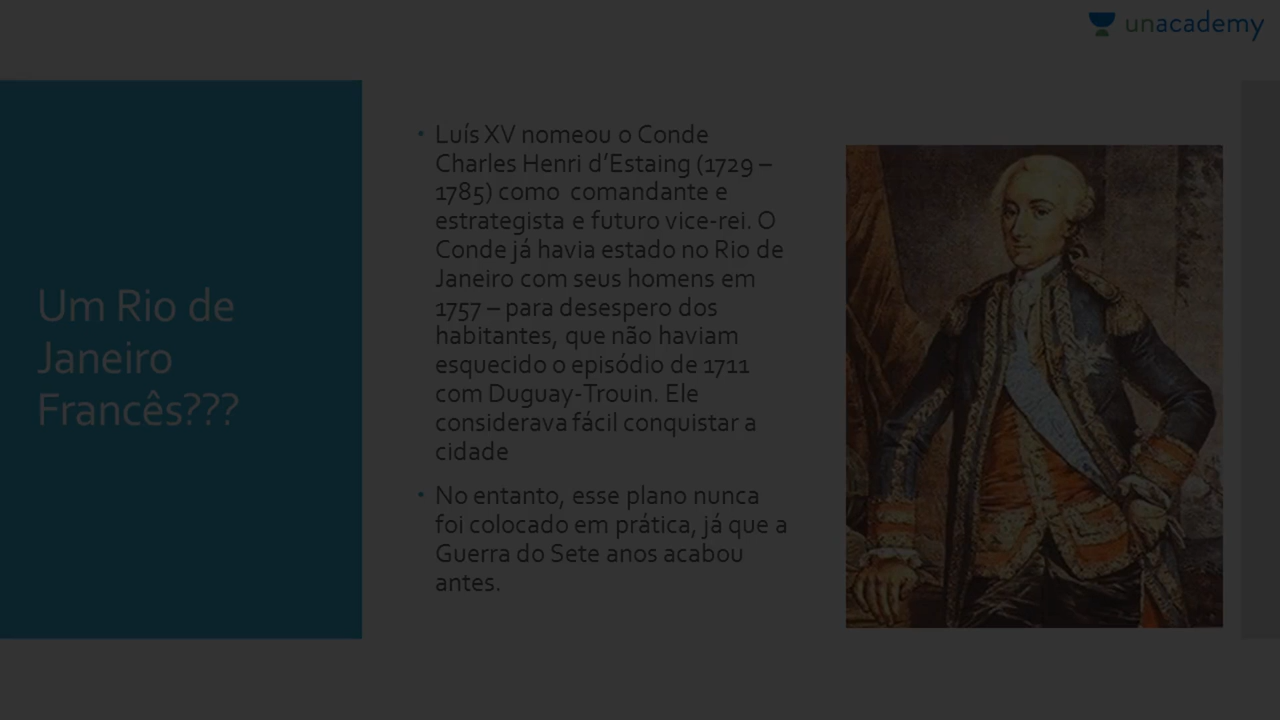 unacademy
Um Rio de
Janeiro
Francês???
• Luís XV nomeou o Conde
Charles Henri d’Estaing (1729 –
1785) como comandante e
estrategista e futuro vice-rei. O
Conde já havia estado no Rio de
Janeiro com seus homens em
1757 – para desespero dos
habitantes, que não haviam
esquecido o episódio de 1711
com Duguay-Trouin. Ele
considerava fácil conquistar a
cidade
• No entanto, esse plano nunca
foi colocado em prática, já que a
Guerra do Sete anos acabou
antes.